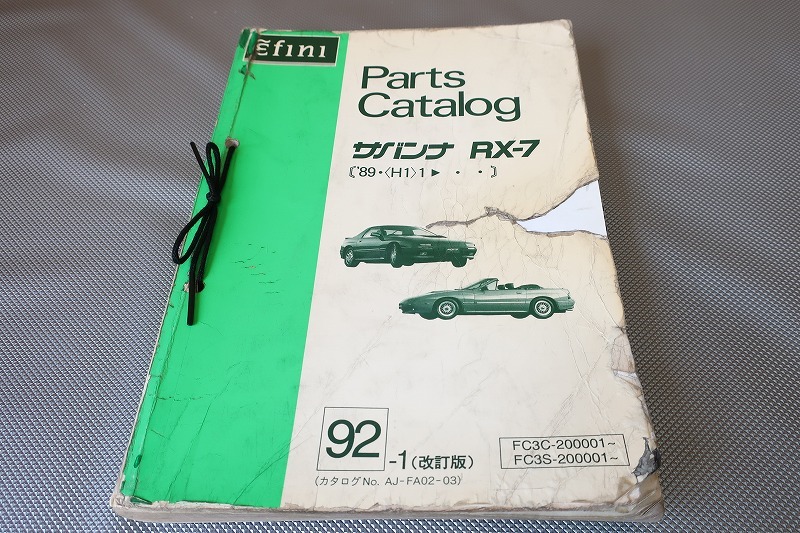 ɛ̃fini
Parts
Catalog
サバンナ RX-7
〘'89・〈H1〉1 ▶ ・ ・〙
92-1(改訂版)
(カタログNo. AJ-FA02-03)
FC3C-200001~
FC3S-200001~